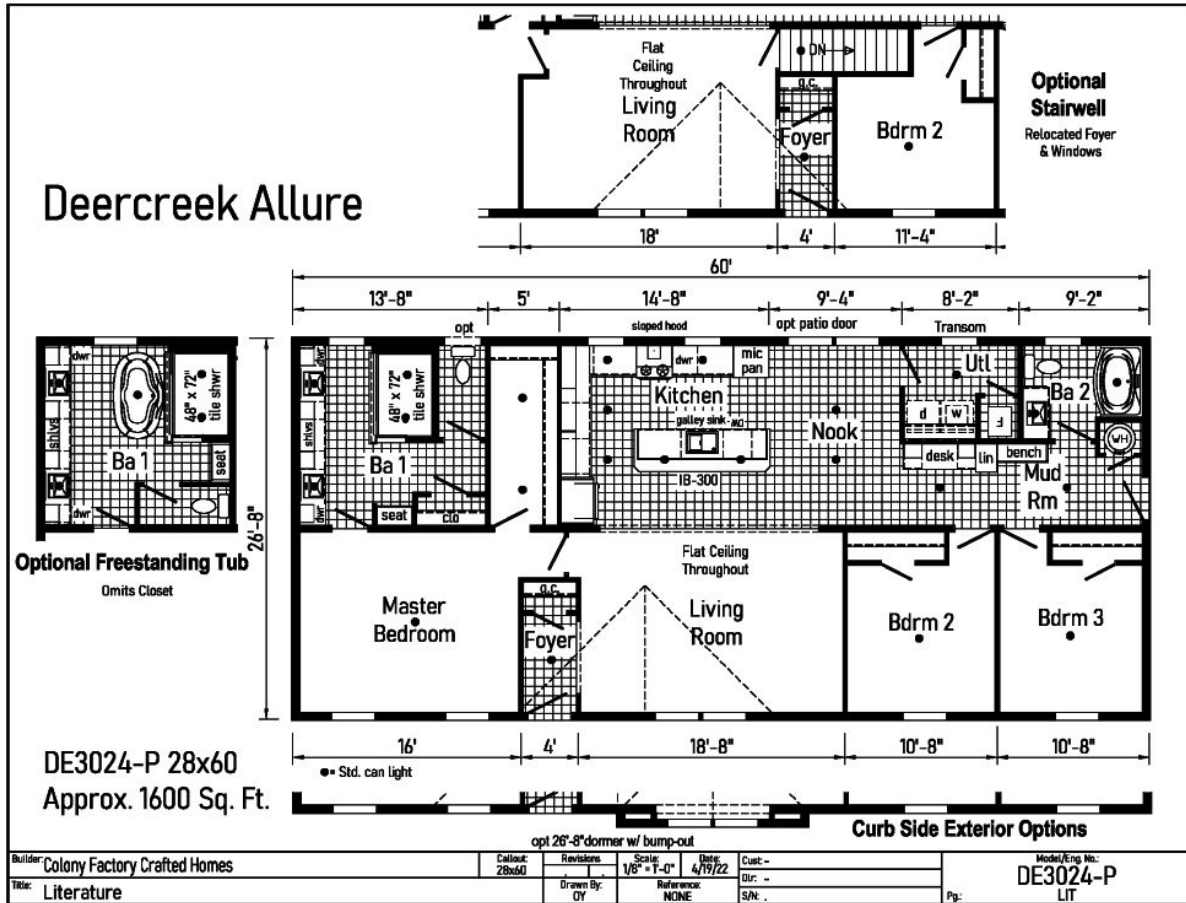 Flat
Ceiling
Throughout
Living
Room
DN
g.c.
Foyer
Bdrm 2
Optional
Stairwell
Relocated Foyer
& Windows
Deercreek Allure
18'
4'
11'-4"
60'
13'-8"
5'
14'-8"
9'-4"
8'-2"
9'-2"
opt
sloped hood
opt patio door
Transom
dwr
48" x 72"
tile shwr
shlvs
Ba 1
seat
dwr
Optional Freestanding Tub
Omits Closet
26'-8"
dwr
48" x 72"
tile shwr
shlvs
Ba 1
seat
clo
dwr
dwr
mic
pan
Kitchen
galley sink
DW
IB-300
Nook
Utl
d
W
F
Ba 2
WH
desk
lin
bench
Mud
Rm
Master
Bedroom
g.c.
Foyer
Flat Ceiling
Throughout
Living
Room
Bdrm 2
Bdrm 3
16'
4'
18'-8"
10'-8"
10'-8"
DE3024-P 28x60
Approx. 1600 Sq. Ft.
= Std. can light
opt 26'-8"dormer w/ bump-out
Curb Side Exterior Options
Builder: Colony Factory Crafted Homes
Callout:
28x60
Revisions
Scale:
1/8" = 1'-0"
Date:
4/19/22
Cust: -
Dlr: -
S/N: .
Model/Eng. No.:
DE3024-P
Title: Literature
Drawn By:
OY
Reference:
NONE
Pg.:
LIT